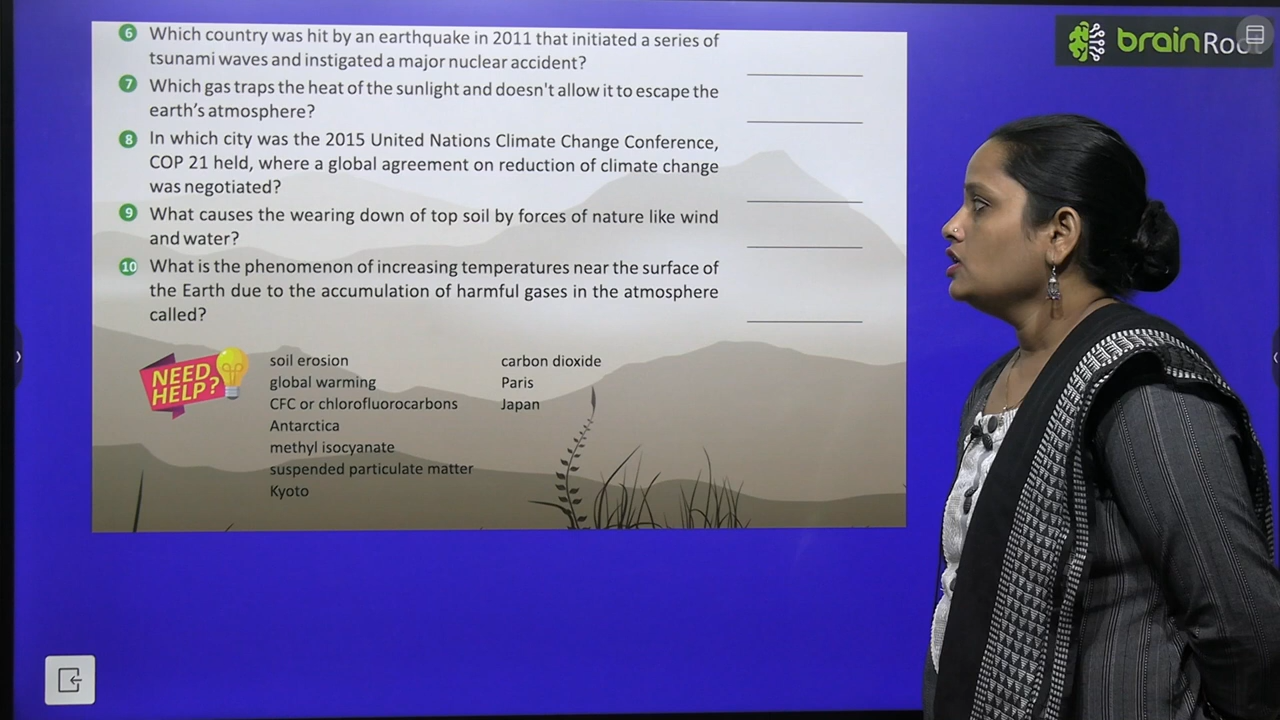 brainRoot
6 Which country was hit by an earthquake in 2011 that initiated a series of
tsunami waves and instigated a major nuclear accident?
7 Which gas traps the heat of the sunlight and doesn't allow it to escape the
earth's atmosphere?
8 In which city was the 2015 United Nations Climate Change Conference,
COP 21 held, where a global agreement on reduction of climate change
was negotiated?
9 What causes the wearing down of top soil by forces of nature like wind
and water?
10 What is the phenomenon of increasing temperatures near the surface of
the Earth due to the accumulation of harmful gases in the atmosphere
called?
NEED
HELP?
soil erosion
global warming
CFC or chlorofluorocarbons
Antarctica
methyl isocyanate
suspended particulate matter
Kyoto
carbon dioxide
Paris
Japan